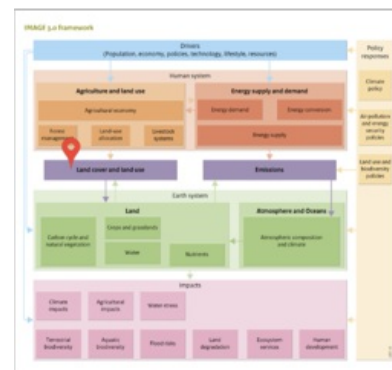 IMAGE 3.0 framework
Drivers
(Population, economy, policies, technology, lifestyle, resources)
Policy
responses
Human system
Agriculture and land use
Energy supply and demand
Climate
policy
Agricultural economy
Energy demand
Energy conversion
Air pollution
and energy
security
policies
Forest
management
Land-use
allocation
Livestock
systems
Energy supply
Land cover and land use
Emissions
Land use and
biodiversity
policies
Earth system
Land
Atmosphere and Oceans
Carbon cycle and
natural vegetation
Crops and grasslands
Water
Nutrients
Atmospheric composition
and climate
Impacts
Climate
impacts
Agricultural
impacts
Water stress
Terrestrial
biodiversity
Aquatic
biodiversity
Flood risks
Land
degradation
Ecosystem
services
Human
development